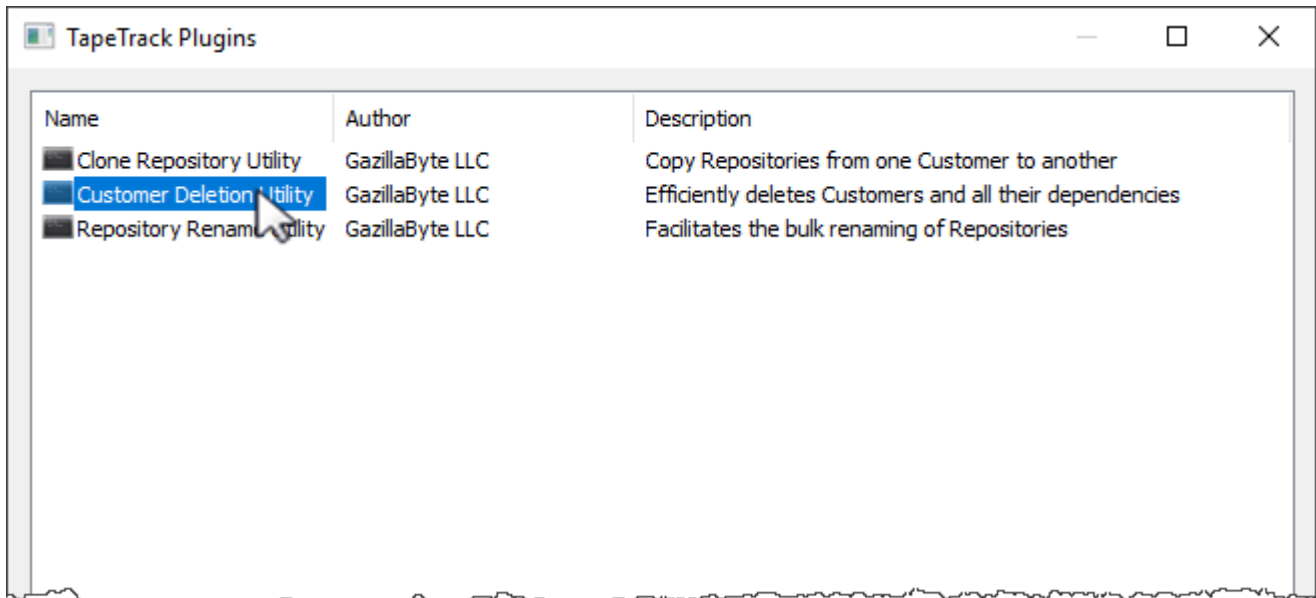 TapeTrack Plugins
Name Author Description
Clone Repository Utility GazillaByte LLC Copy Repositories from one Customer to another
Customer Deletion Utility GazillaByte LLC Efficiently deletes Customers and all their dependencies
Repository Rename Utility GazillaByte LLC Facilitates the bulk renaming of Repositories